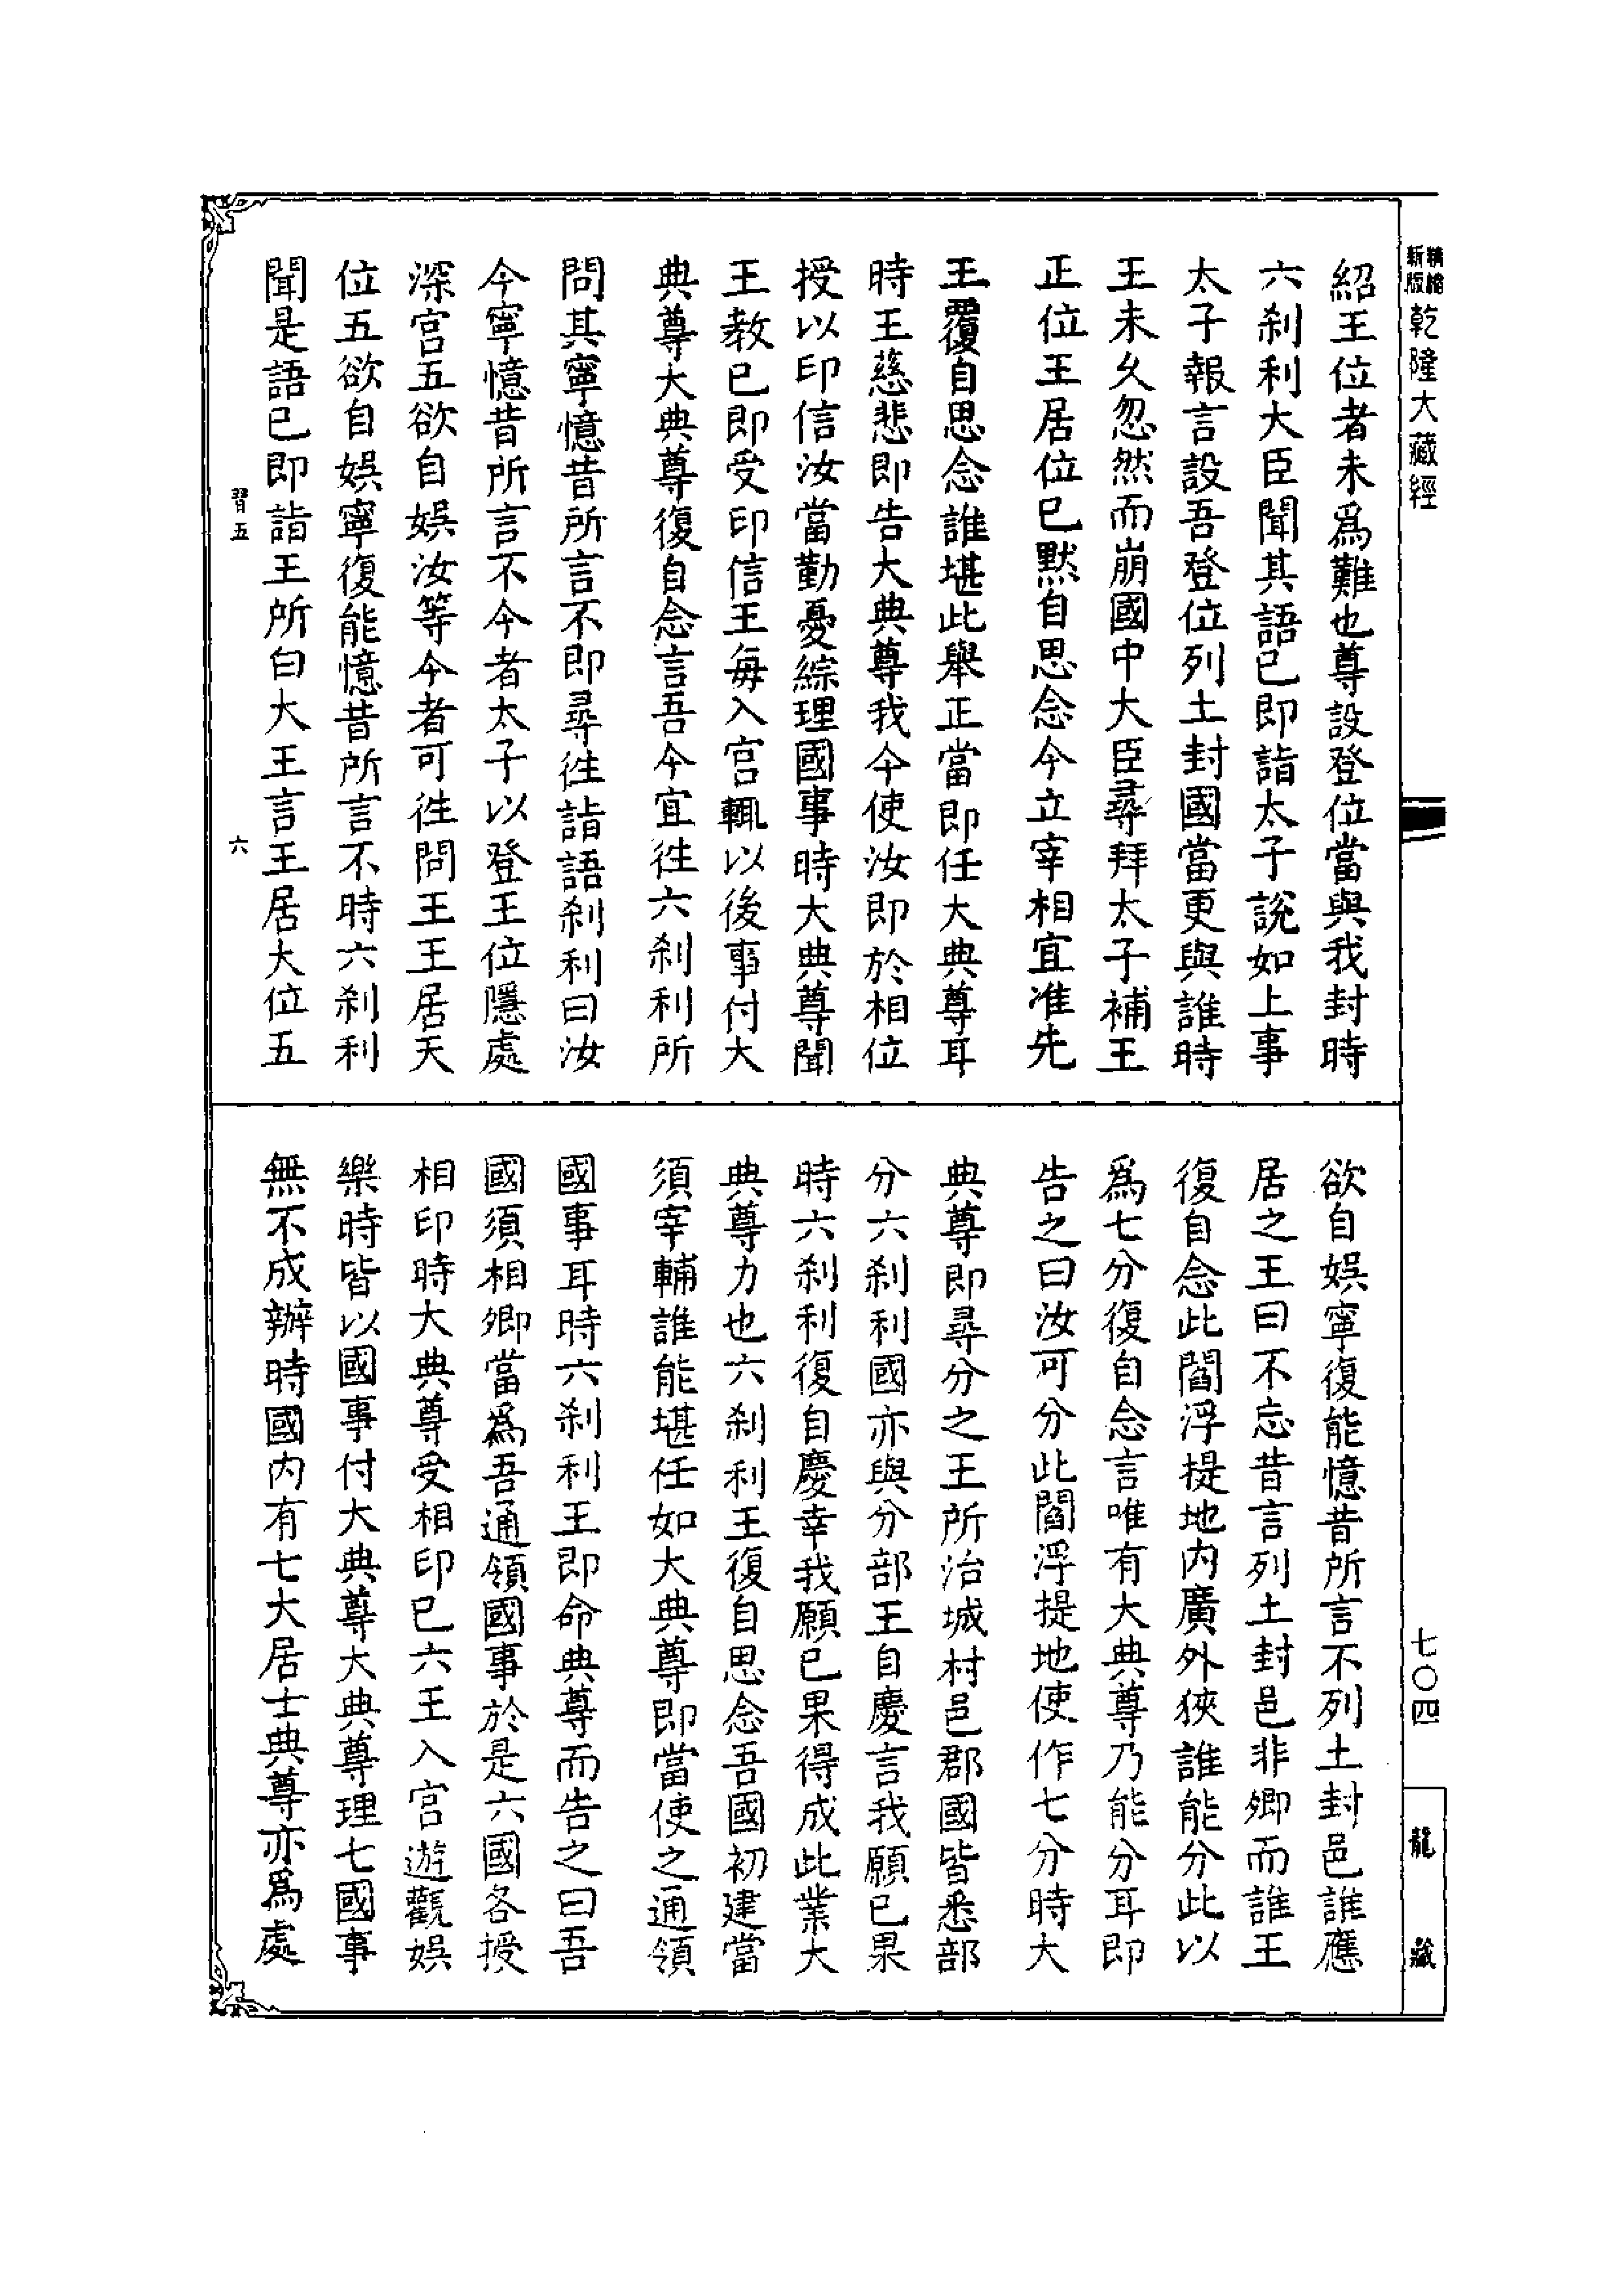 新版
精縮
乾隆大藏經
七〇四
龍藏
紹王位者未爲難也尊設登位當與我封時
六刹利大臣聞其語已即詣太子說如上事
太子報言設吾登位列土封國當更與誰時
王未久忽然而崩國中大臣尋拜太子補王
正位王居位已默自思念今立宰相宜准先
王覆自思念誰堪此舉正當即任大典尊耳
時王慈悲即告大典尊我今使汝即於相位
授以印信汝當勤憂綜理國事時大典尊聞
王教已即受印信王每入宮輒以後事付大
典尊大典尊復自念言吾今宜徃六刹利所
問其寧憶昔所言不即尋徃詣語刹利曰汝
今寧憶昔所言不今者太子以登王位隱處
深宮五欲自娛汝等今者可徃問王王居天
位五欲自娛寧復能憶昔所言不時六刹利
聞是語已即詣王所白大王言王居大位五
欲自娛寧復能憶昔所言不列土封邑誰應
居之王曰不忘昔言列土封邑非卿而誰王
復自念此閻浮提地內廣外狹誰能分此以
爲七分復自念言唯有大典尊乃能分耳即
告之曰汝可分此閻浮提地使作七分時大
典尊即尋分之王所治城村邑郡國皆悉部
分六刹利國亦與分部王自慶言我願已果
時六刹利復自慶幸我願已果得成此業大
典尊力也六刹利王復自思念吾國初建當
須宰輔誰能堪任如大典尊即當使之通領
國事耳時六刹利王即命典尊而告之曰吾
國須相卿當爲吾通領國事於是六國各授
相印時大典尊受相印已六王入宮遊觀娛
樂時皆以國事付大典尊大典尊理七國事
無不成辦時國內有七大居士典尊亦爲處
習五
六